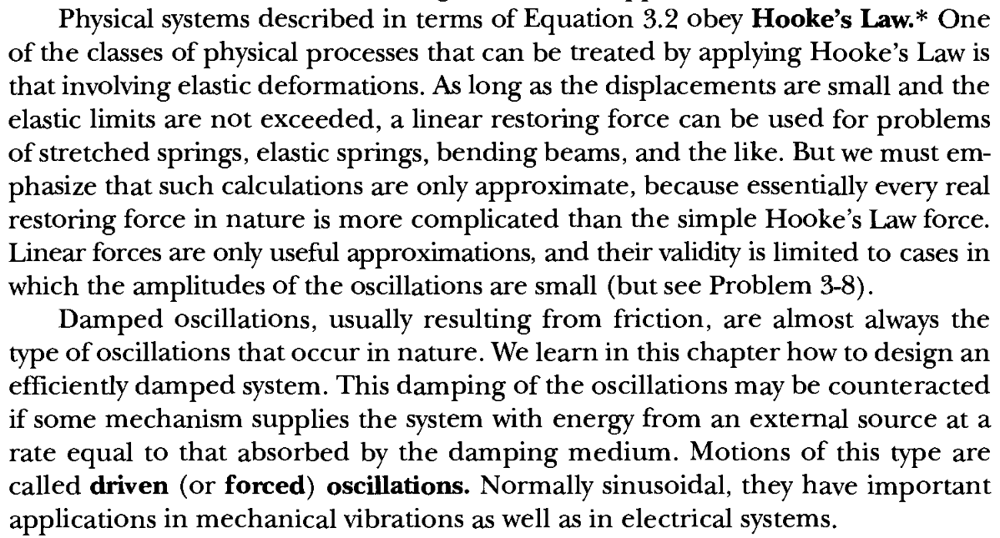 Physical systems described in terms of Equation 3.2 obey Hooke's Law.* One
of the classes of physical processes that can be treated by applying Hooke's Law is
that involving elastic deformations. As long as the displacements are small and the
elastic limits are not exceeded, a linear restoring force can be used for problems
of stretched springs, elastic springs, bending beams, and the like. But we must em-
phasize that such calculations are only approximate, because essentially every real
restoring force in nature is more complicated than the simple Hooke's Law force.
Linear forces are only useful approximations, and their validity is limited to cases in
which the amplitudes of the oscillations are small (but see Problem 3-8).
Damped oscillations, usually resulting from friction, are almost always the
type of oscillations that occur in nature. We learn in this chapter how to design an
efficiently damped system. This damping of the oscillations may be counteracted
if some mechanism supplies the system with energy from an external source at a
rate equal to that absorbed by the damping medium. Motions of this type are
called driven (or forced) oscillations. Normally sinusoidal, they have important
applications in mechanical vibrations as well as in electrical systems.